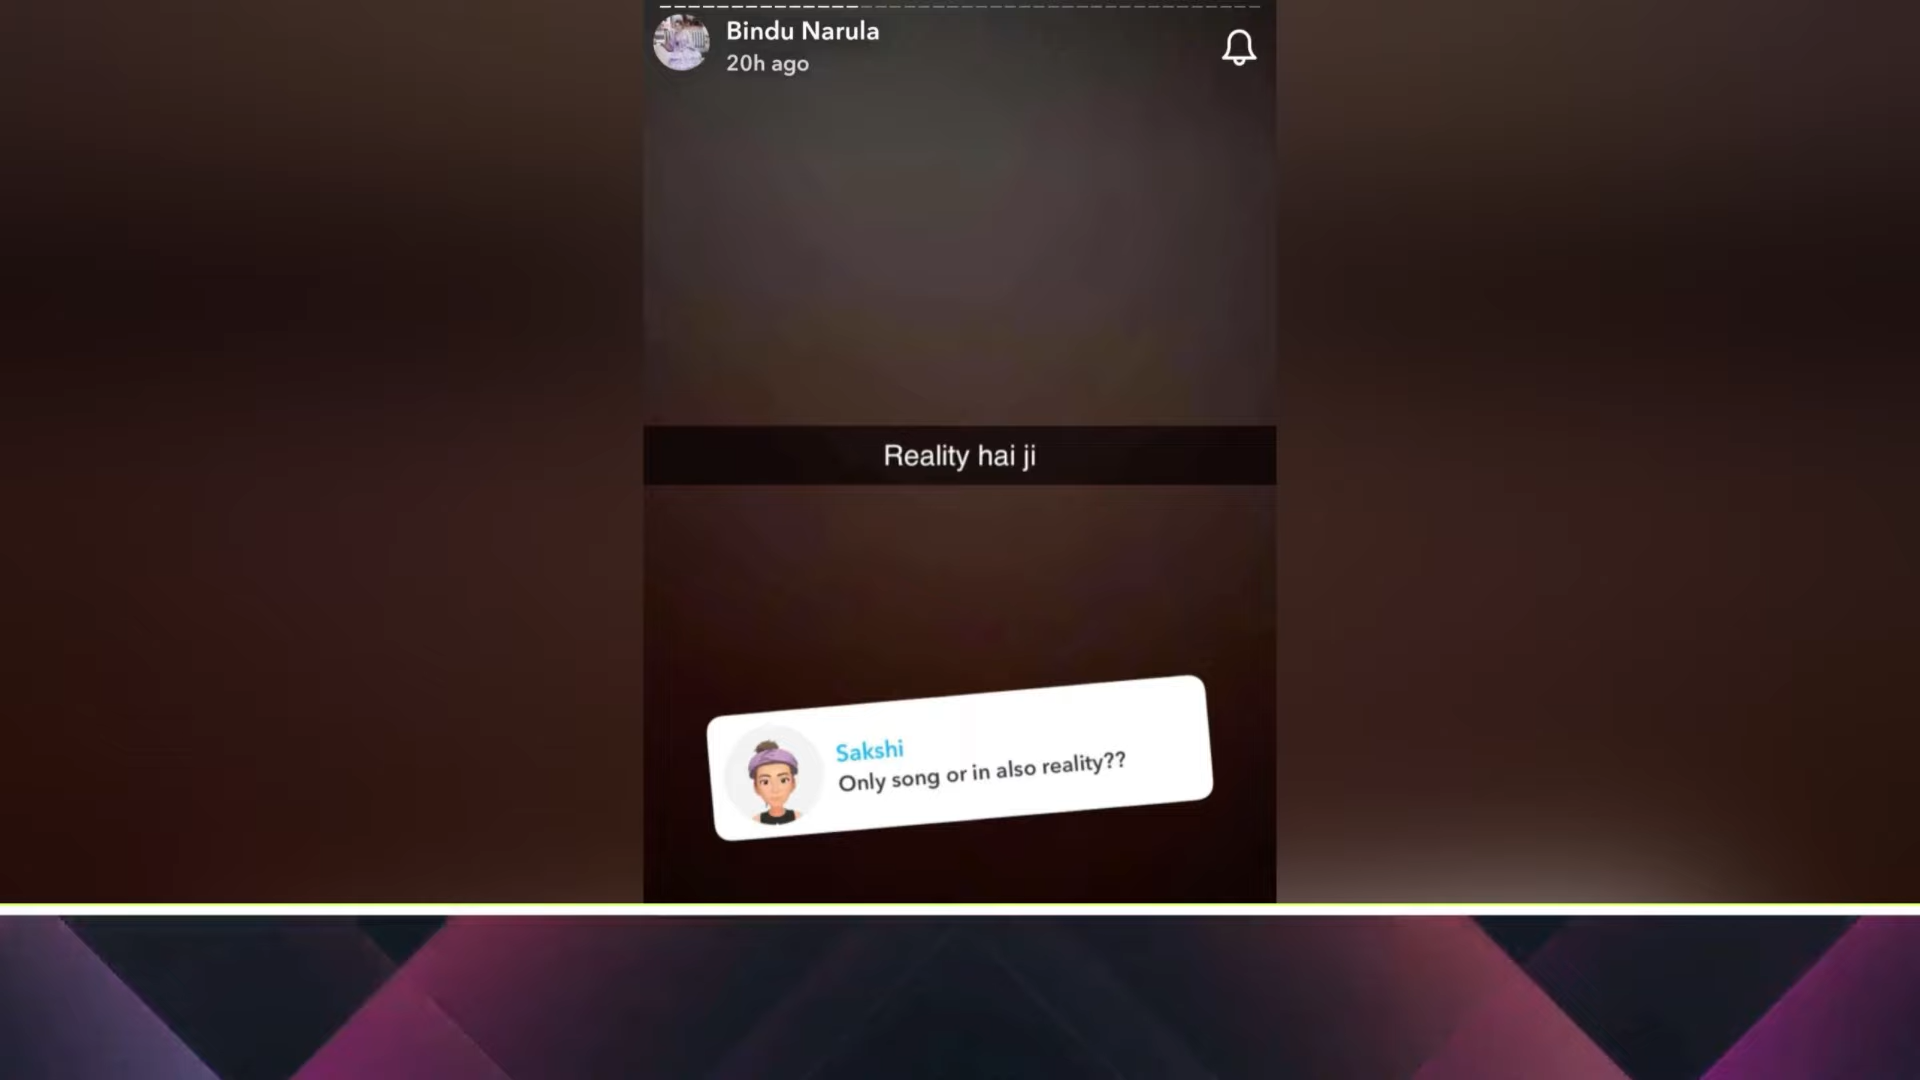 Bindu Narula
20h ago
Reality hai ji
Sakshi
Only song or in also reality??